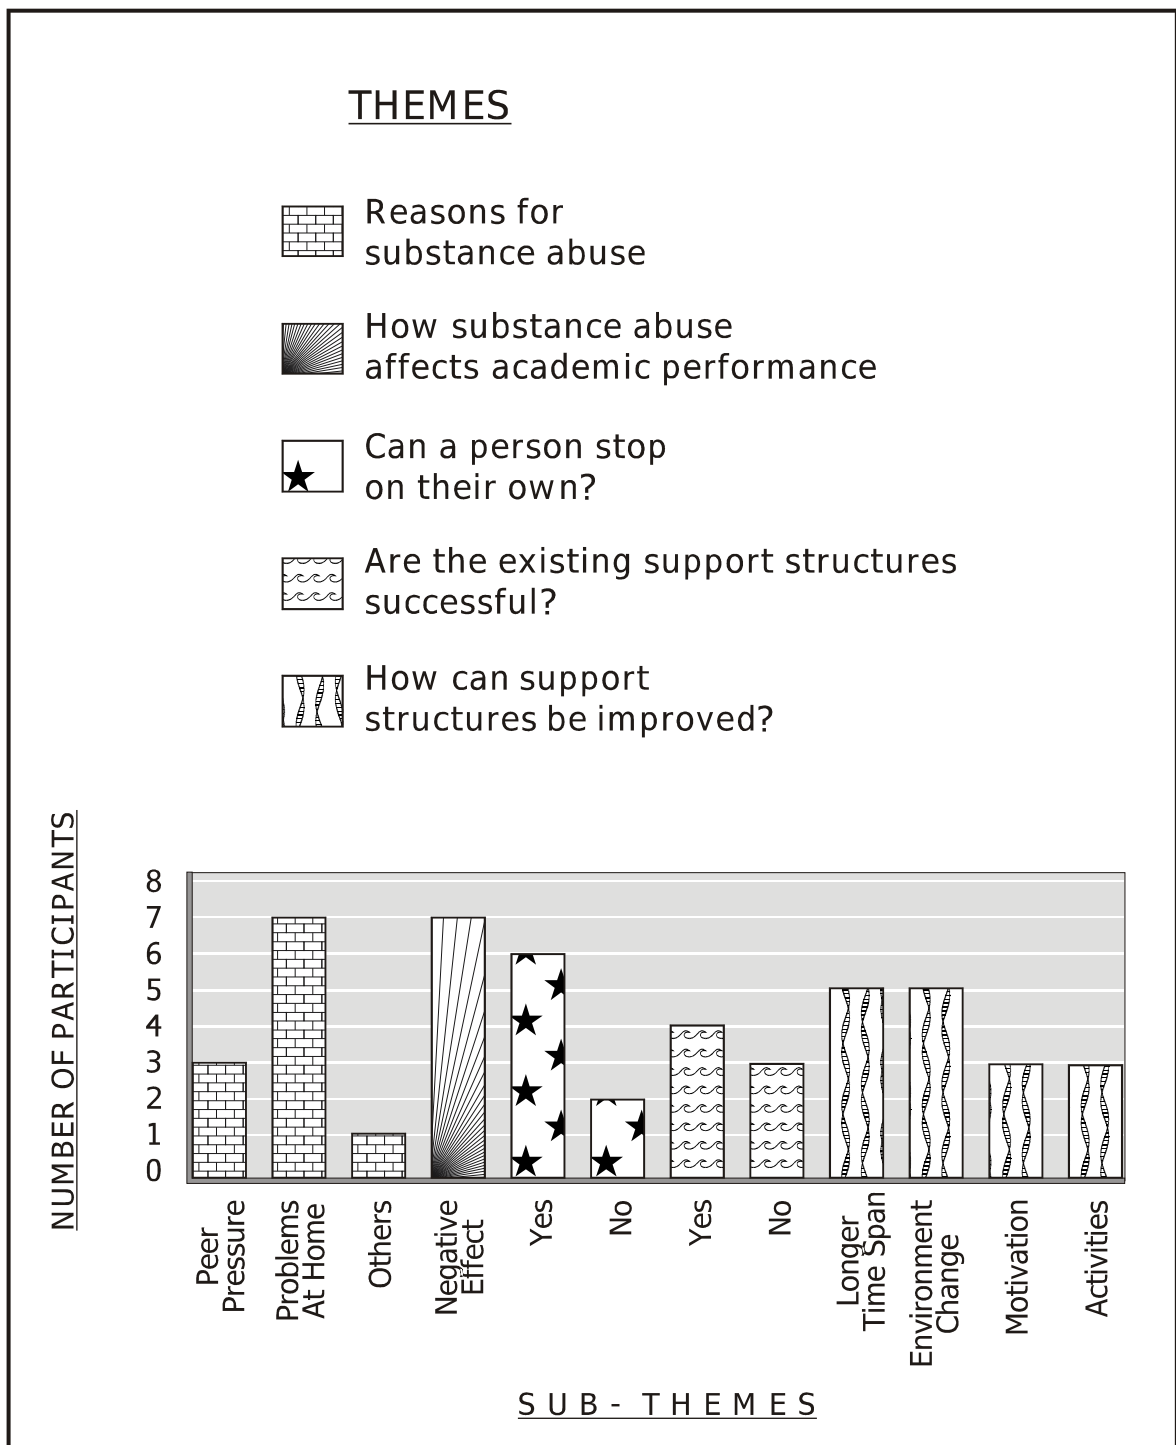 THEMES
Reasons for
substance abuse
How substance abuse
affects academic performance
Can a person stop
on their own?
Are the existing support structures
successful?
How can support
structures be improved?
NUMBER OF PARTICIPANTS
8
7
6
5
4
3
2
1
0
Peer
Pressure
Problems
At Home
Others
Negative
Effect
Yes
No
Yes
No
Longer
Time Span
Environment
Change
Motivation
Activities
SUB- THEMES